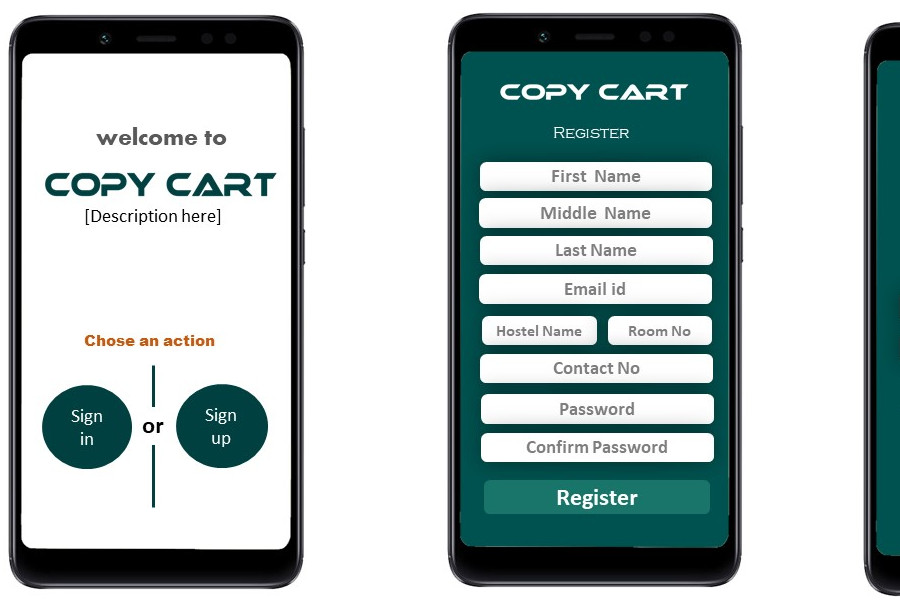 welcome to
COPY CART
[Description here]
Chose an action
Sign
in
or
Sign
up
COPY CART
Register
First Name
Middle Name
Last Name
Email id
Hostel Name
Room No
Contact No
Password
Confirm Password
Register